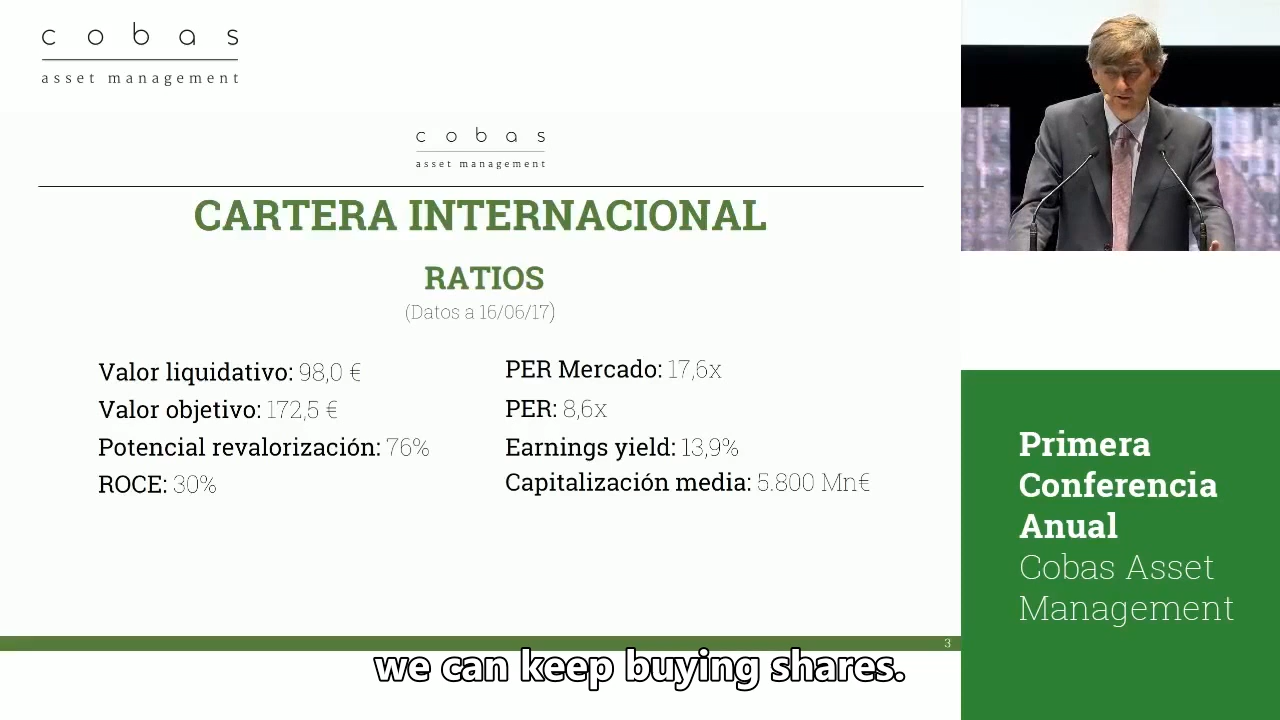 cobas
asset management
cobas
asset management
CARTERA INTERNACIONAL
RATIOS
(Datos a 16/06/17)
Valor liquidativo: 98,0 €
Valor objetivo: 172,5 €
Potencial revalorización: 76%
ROCE: 30%
PER Mercado: 17,6x
PER: 8,6x
Earnings yield: 13,9%
Capitalización media: 5.800 Mn€
3
Primera
Conferencia
Anual
Cobas Asset
Management
we can keep buying shares.